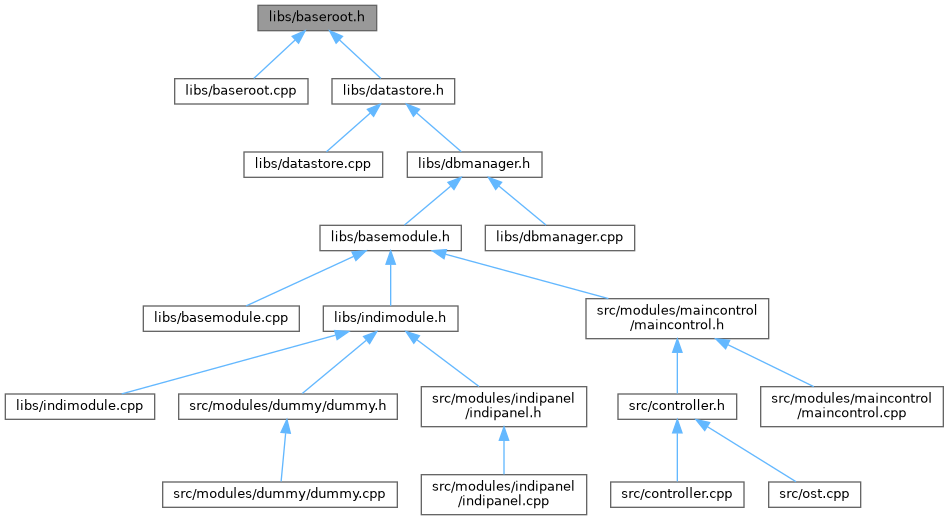 libs/baseroot.h
libs/baseroot.cpp
libs/datastore.h
libs/datastore.cpp
libs/dbmanager.h
libs/basemodule.h
libs/dbmanager.cpp
libs/basemodule.cpp
libs/indimodule.h
src/modules/maincontrol
/maincontrol.h
libs/indimodule.cpp
src/modules/dummy/dummy.h
src/modules/indipanel
/indipanel.h
src/controller.h
src/modules/maincontrol
/maincontrol.cpp
src/modules/dummy/dummy.cpp
src/modules/indipanel
/indipanel.cpp
src/controller.cpp
src/ost.cpp